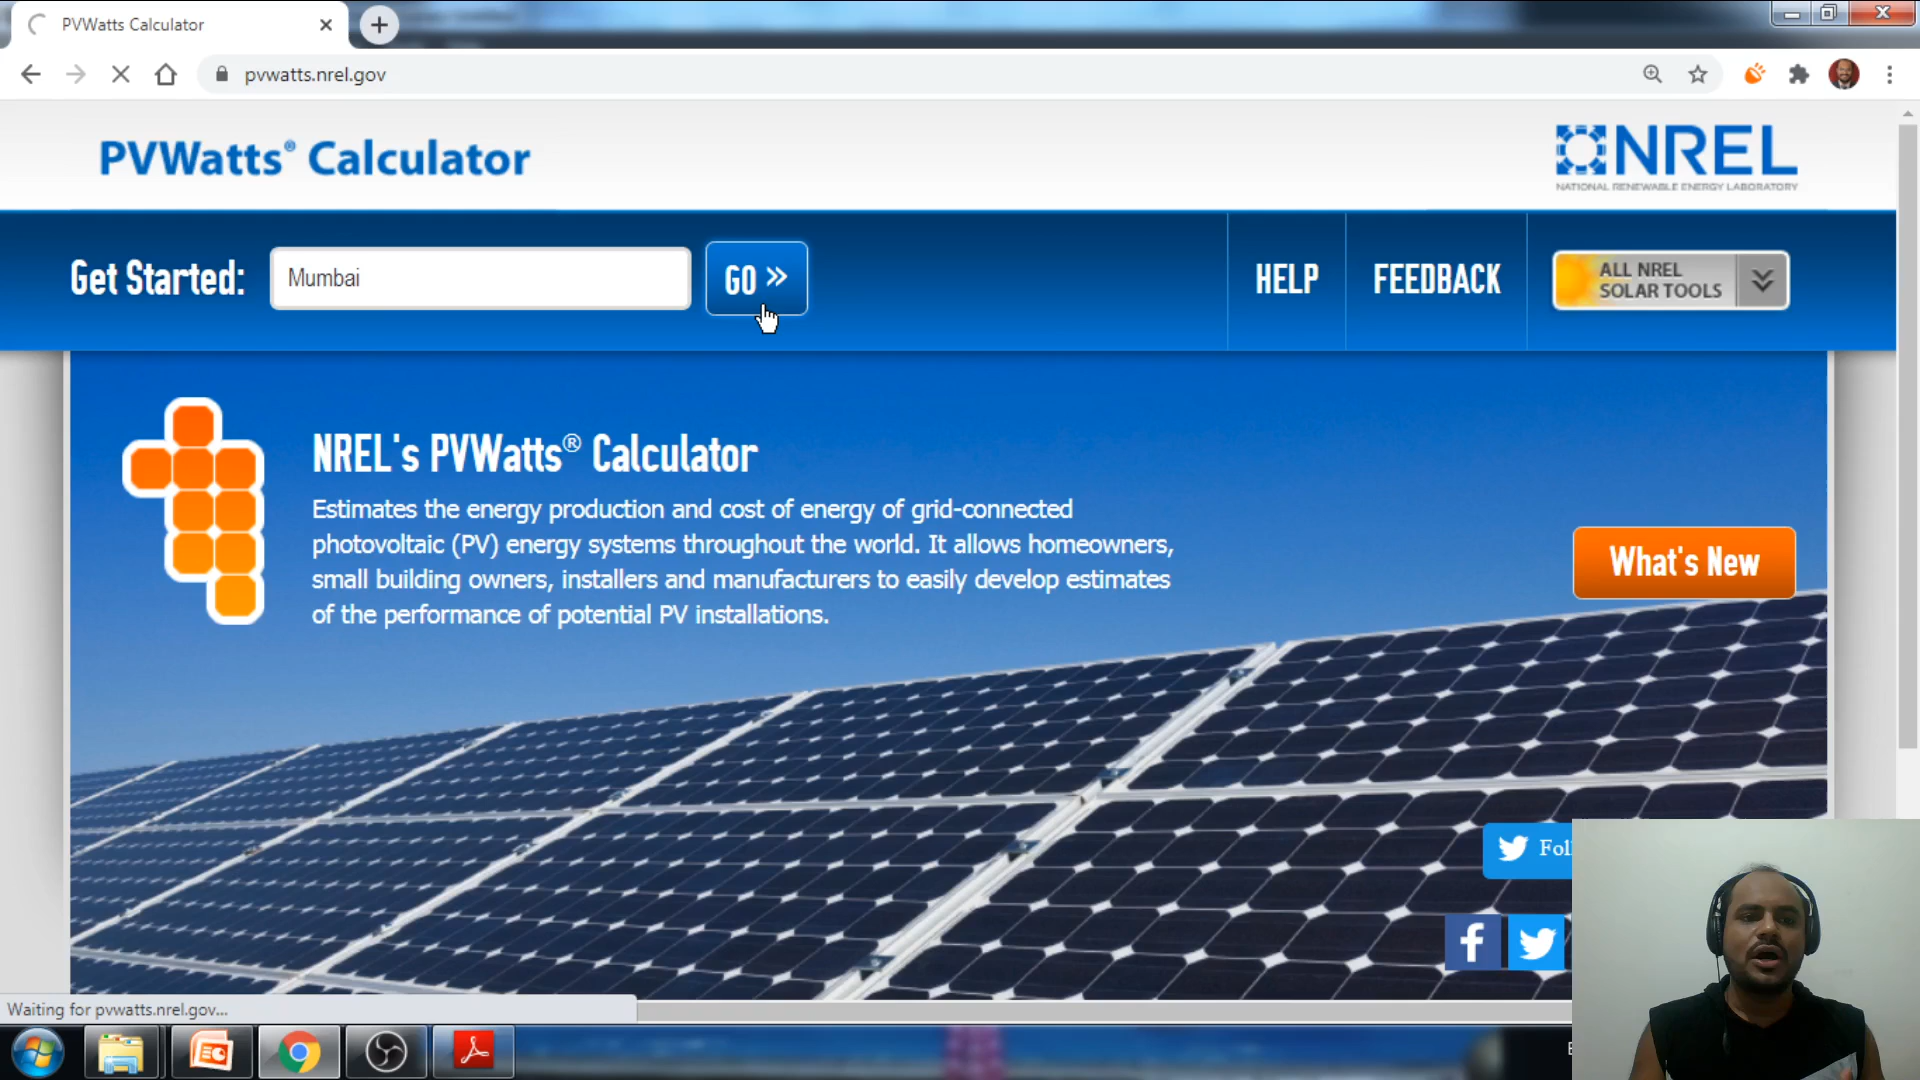 PVWatts Calculator
pvwatts.nrel.gov
PVWatts® Calculator
NREL
NATIONAL RENEWABLE ENERGY LABORATORY
Get Started:
Mumbai
GO »
HELP
FEEDBACK
ALL NREL
SOLAR TOOLS
NREL's PVWatts® Calculator
Estimates the energy production and cost of energy of grid-connected
photovoltaic (PV) energy systems throughout the world. It allows homeowners,
small building owners, installers and manufacturers to easily develop estimates
of the performance of potential PV installations.
What's New
Waiting for pvwatts.nrel.gov...